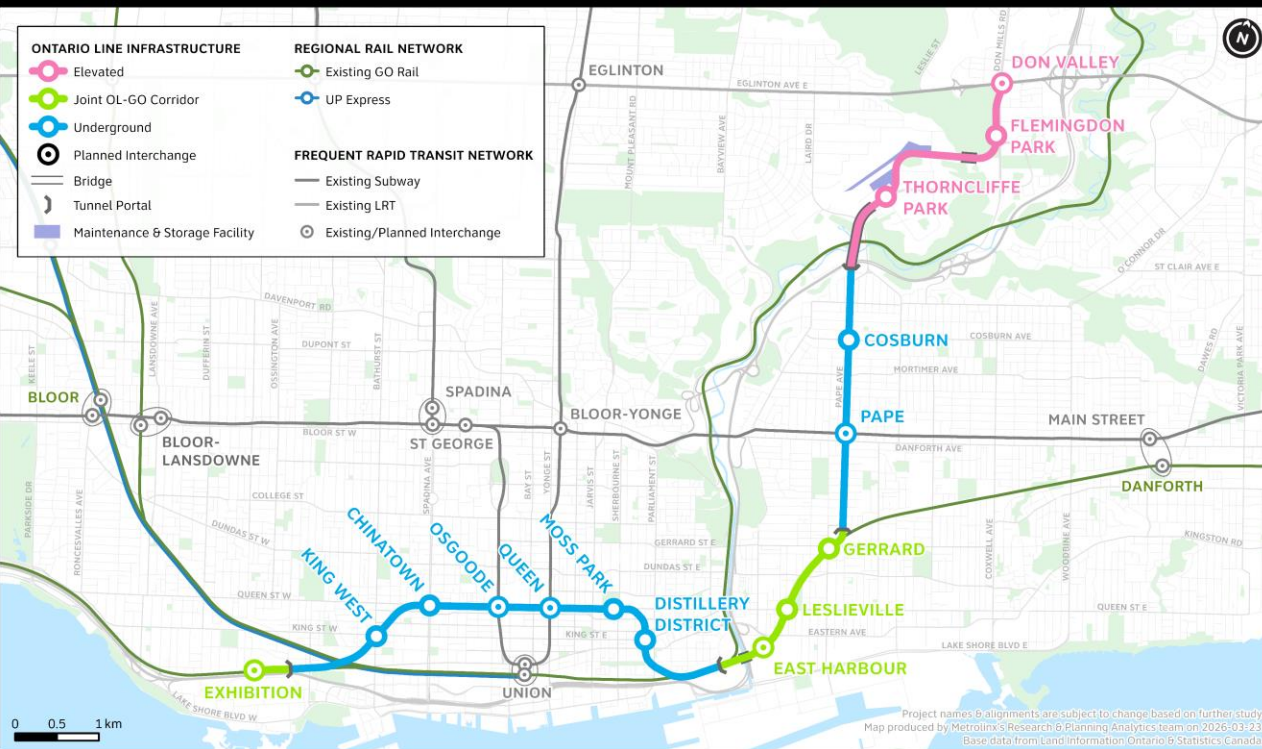 ONTARIO LINE INFRASTRUCTURE
Elevated
Joint OL-GO Corridor
Underground
Planned Interchange
Bridge
Tunnel Portal
Maintenance & Storage Facility
REGIONAL RAIL NETWORK
Existing GO Rail
UP Express
FREQUENT RAPID TRANSIT NETWORK
Existing Subway
Existing LRT
Existing/Planned Interchange
N
DON MILLS RD
LESLIE ST
DON VALLEY
EGLINTON
EGLINTON AVE E
MOUNT PLEASANT RD
BAYVIEW AVE
LAIRD DR
FLEMINGDON
PARK
THORNCLIFFE
PARK
O CONNOR DR
ST CLAIR AVE E
DAVENPORT RD
LANSDOWNE AVE
DUFFERIN ST
OSSINGTON AVE
BATHURST ST
DUPONT ST
KEELE ST
COSBURN
COSBURN AVE
MORTIMER AVE
PAPE AVE
DAWES RD
VICTORIA PARK AVE
BLOOR
SPADINA
BLOOR-YONGE
PAPE
MAIN STREET
BLOOR-
LANSDOWNE
BLOOR ST W
ST GEORGE
DANFORTH AVE
DANFORTH
PARKSIDE DR
RONCESVALLES AVE
COLLEGE ST
DUNDAS ST W
SPADINA AVE
BAY ST
YONGE ST
JARVIS ST
SHERBOURNE ST
PARLIAMENT ST
GERRARD ST E
DUNDAS ST E
COXWELL AVE
WOODBINE AVE
KINGSTON RD
KING WEST
CHINATOWN
OSGOODE
QUEEN
MOSS PARK
GERRARD
DISTILLERY
DISTRICT
LESLIEVILLE
QUEEN ST W
QUEEN ST E
KING ST W
KING ST E
EASTERN AVE
LAKE SHORE BLVD E
EAST HARBOUR
EXHIBITION
UNION
LAKE SHORE BLVD W
0 0.5 1 km
Project names & alignments are subject to change based on further study
Map produced by Metrolinx's Research & Planning Analytics team on 2026-03-23
Base data from Land Information Ontario & Statistics Canada